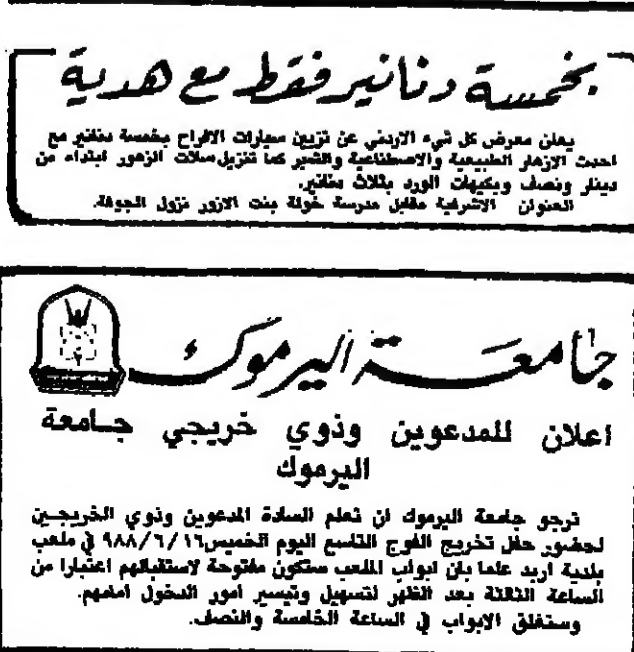 بخمسة دنانير فقط مع هدية
يعلن معرض كل شيء الاردني عن تزيين سيارات الافراح بخمسة دنانير مع
احدث الازهار الطبيعية والاصطناعية والشبر كما تنزيل سلات الزهور ابتداء من
دينار ونصف وبكيهات الورد بثلاث دنانير.
العنوان الاشرفية مقابل مدرسة خولة بنت الازور نزول الجوفة.
جامعة اليرموك
اعلان للمدعوين وذوي خريجي جامعة
اليرموك
ترجو جامعة اليرموك ان تعلم السادة المدعوين وذوي الخريجين
لحضور حفل تخريج الفوج التاسع اليوم الخميس ١٦/٦/٩٨٨ في ملعب
بلدية اربد علما بان ابواب الملعب ستكون مفتوحة لاستقبالهم اعتبارا من
الساعة الثالثة بعد الظهر لتسهيل وتيسير امور الدخول امامهم.
وستغلق الابواب في الساعة الخامسة والنصف.